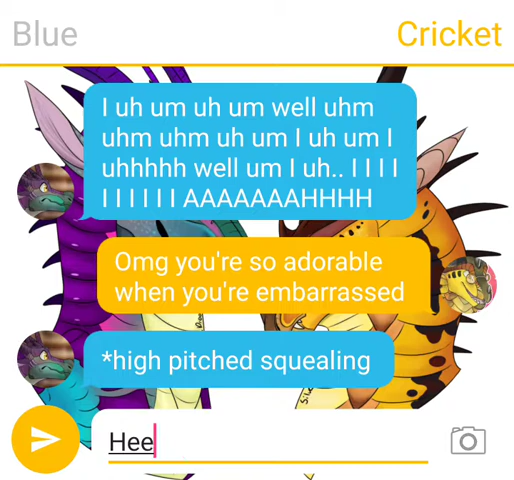 Blue
Cricket
I uh um uh um well uhm
uhm uhm uh um I uh um I
uhhhhh well um I uh.. I I I I
I I I I I I AAAAAAAHHHH
Omg you're so adorable
when you're embarrassed
*high pitched squealing
Hee